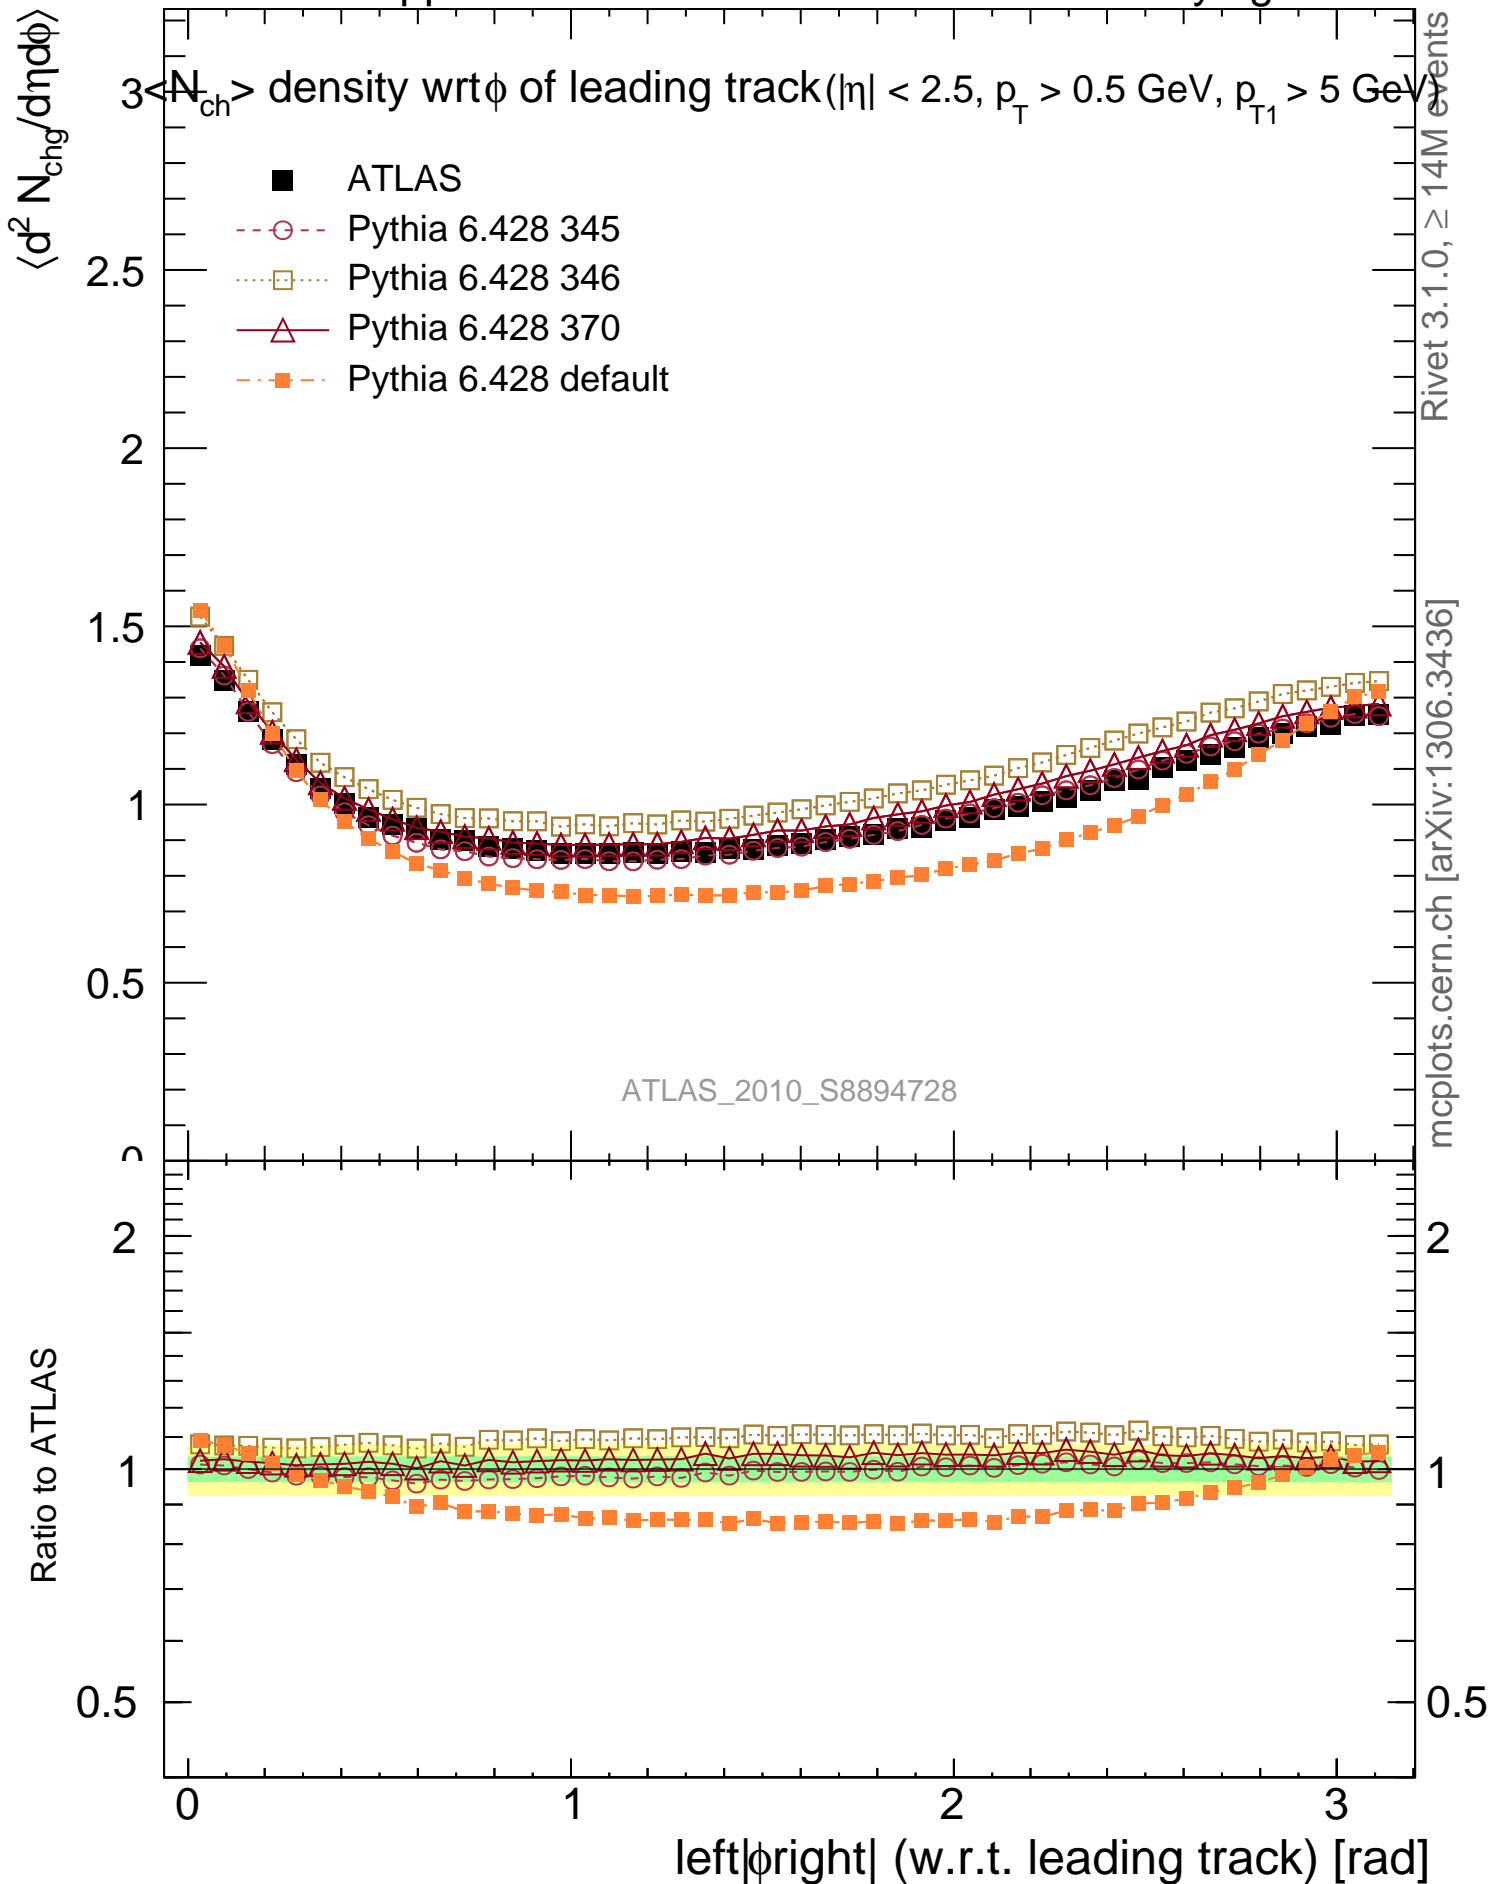 <N_ch> density wrt ϕ of leading track (|η| < 2.5, p_T > 0.5 GeV, p_T1 > 5 GeV)
⟨d² N_chg/dηdϕ⟩
ATLAS
Pythia 6.428 345
Pythia 6.428 346
Pythia 6.428 370
Pythia 6.428 default
3
2.5
2
1.5
1
0.5
0
ATLAS_2010_S8894728
Rivet 3.1.0, ≥ 14M events
mcplots.cern.ch [arXiv:1306.3436]
Ratio to ATLAS
2
1
0.5
2
1
0.5
0 1 2 3
left|ϕright| (w.r.t. leading track) [rad]